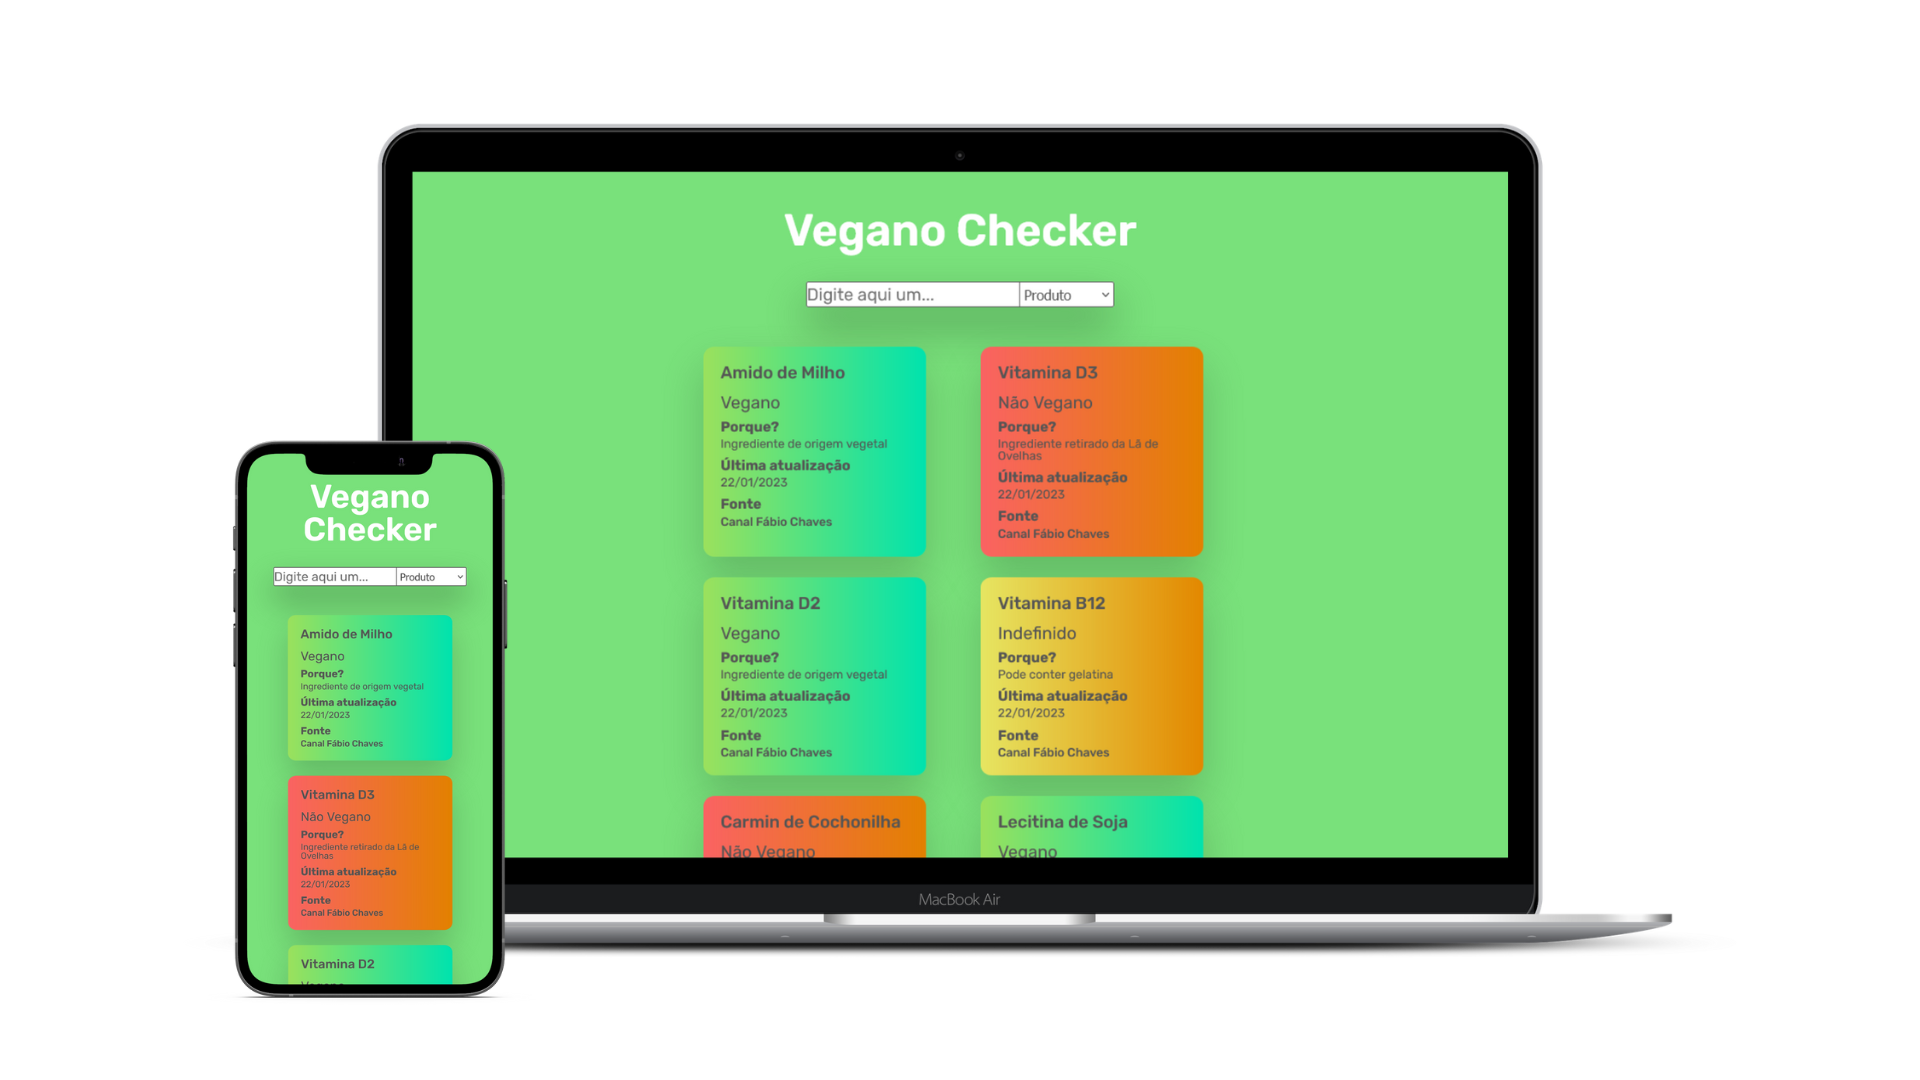 Vegano Checker
Digite aqui um...
Produto
Amido de Milho
Vegano
Porque?
Ingrediente de origem vegetal
Última atualização
22/01/2023
Fonte
Canal Fábio Chaves
Vitamina D3
Não Vegano
Porque?
Ingrediente retirado da Lã de
Ovelhas
Última atualização
22/01/2023
Fonte
Canal Fábio Chaves
Vitamina D2
Vegano
Porque?
Ingrediente de origem vegetal
Última atualização
22/01/2023
Fonte
Canal Fábio Chaves
Vitamina B12
Indefinido
Porque?
Pode conter gelatina
Última atualização
22/01/2023
Fonte
Canal Fábio Chaves
Carmin de Cochonilha
Não Vegano
Lecitina de Soja
Vegano
MacBook Air
Vegano
Checker
Digite aqui um...
Produto
Amido de Milho
Vegano
Porque?
Ingrediente de origem vegetal
Última atualização
22/01/2023
Fonte
Canal Fábio Chaves
Vitamina D3
Não Vegano
Porque?
Ingrediente retirado da Lã de
Ovelhas
Última atualização
22/01/2023
Fonte
Canal Fábio Chaves
Vitamina D2